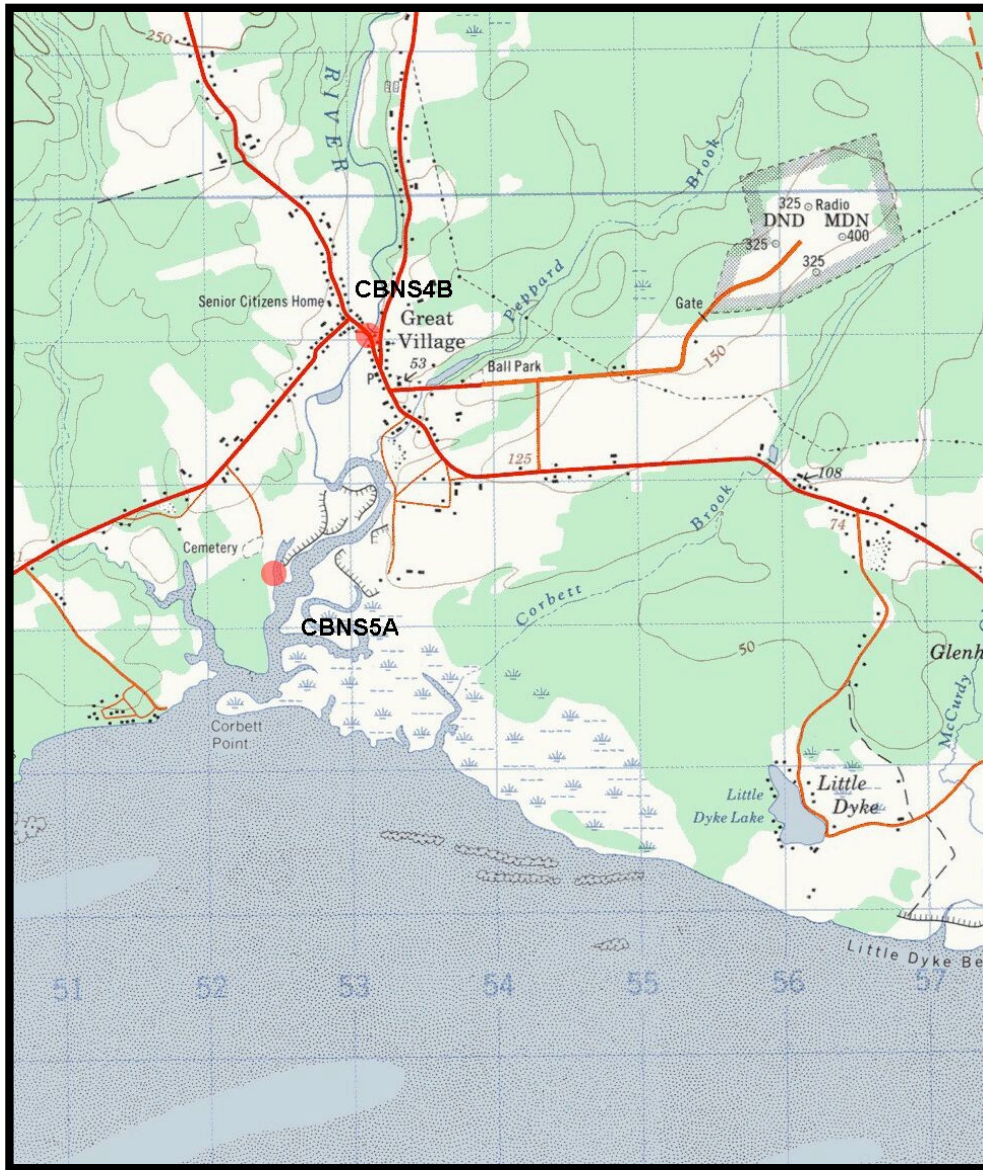 250
RIVER
Peppard Brook
325 Radio
DND MDN
325
400
325
CBNS4B
Senior Citizens Home
Great
Village
Gate
53
P
Ball Park
150
125
108
74
Brook
Corbett
Cemetery
CBNS5A
50
Glenh
McCurdy
Corbett
Point
Little
Dyke Lake
Little
Dyke
Little Dyke Be
51 52 53 54 55 56 57